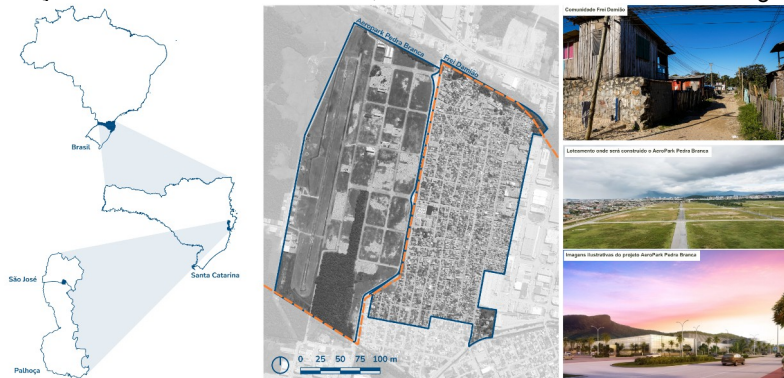 Brasil
Santa Catarina
São José
Palhoça
Aeropark Pedra Branca
Frei Damião
0 25 50 75 100 m
Comunidade Frei Damião
Loteamento onde será construído o AeroPark Pedra Branca
Imagens ilustrativas do projeto AeroPark Pedra Branca